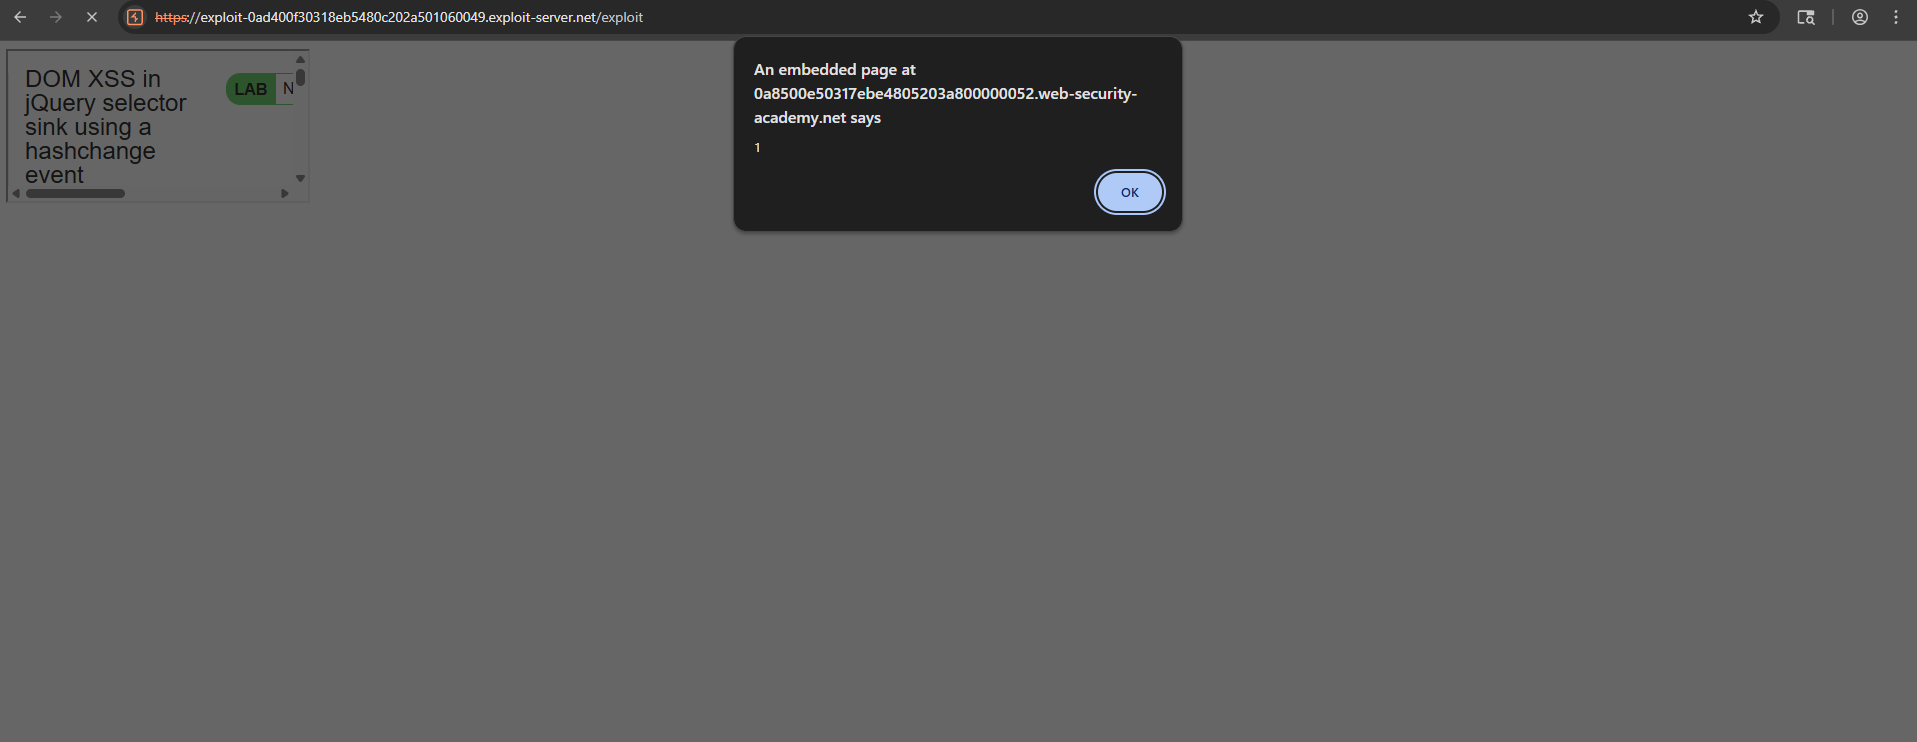 https://exploit-0ad400f30318eb5480c202a501060049.exploit-server.net/exploit
DOM XSS in
jQuery selector
sink using a
hashchange
event
LAB N
An embedded page at
0a8500e50317ebe4805203a800000052.web-security-
academy.net says
1
OK